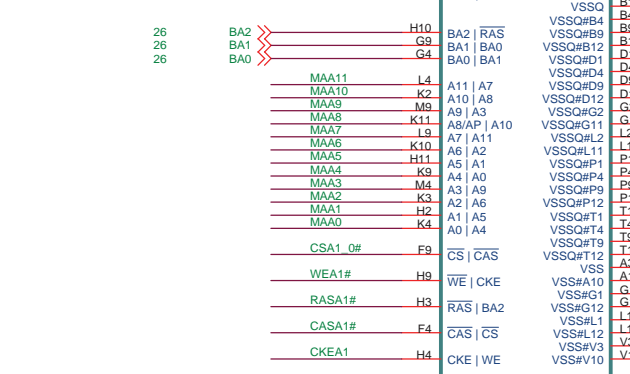 VSSQ
26 BA2 H10 BA2 | RAS VSSQ#B4
26 BA1 G9 BA1 | BA0 VSSQ#B9
26 BA0 G4 BA0 | BA1 VSSQ#B12
VSSQ#D1
VSSQ#D4
MAA11 L4 A11 | A7 VSSQ#D9
MAA10 K2 A10 | A8 VSSQ#D12
MAA9 M9 A9 | A3 VSSQ#G2
MAA8 K11 A8/AP | A10 VSSQ#G11
MAA7 L9 A7 | A11 VSSQ#L2
MAA6 K10 A6 | A2 VSSQ#L11
MAA5 H11 A5 | A1 VSSQ#P1
MAA4 K9 A4 | A0 VSSQ#P4
MAA3 M4 A3 | A9 VSSQ#P9
MAA2 K3 A2 | A6 VSSQ#P12
MAA1 H2 A1 | A5 VSSQ#T1
MAA0 K4 A0 | A4 VSSQ#T4
VSSQ#T9
CSA1_0# F9 CS | CAS VSSQ#T12
VSS
WEA1# H9 WE | CKE VSS#A10
VSS#G1
RASA1# H3 RAS | BA2 VSS#G12
VSS#L1
CASA1# F4 CAS | CS VSS#L12
VSS#V3
CKEA1 H4 CKE | WE VSS#V10